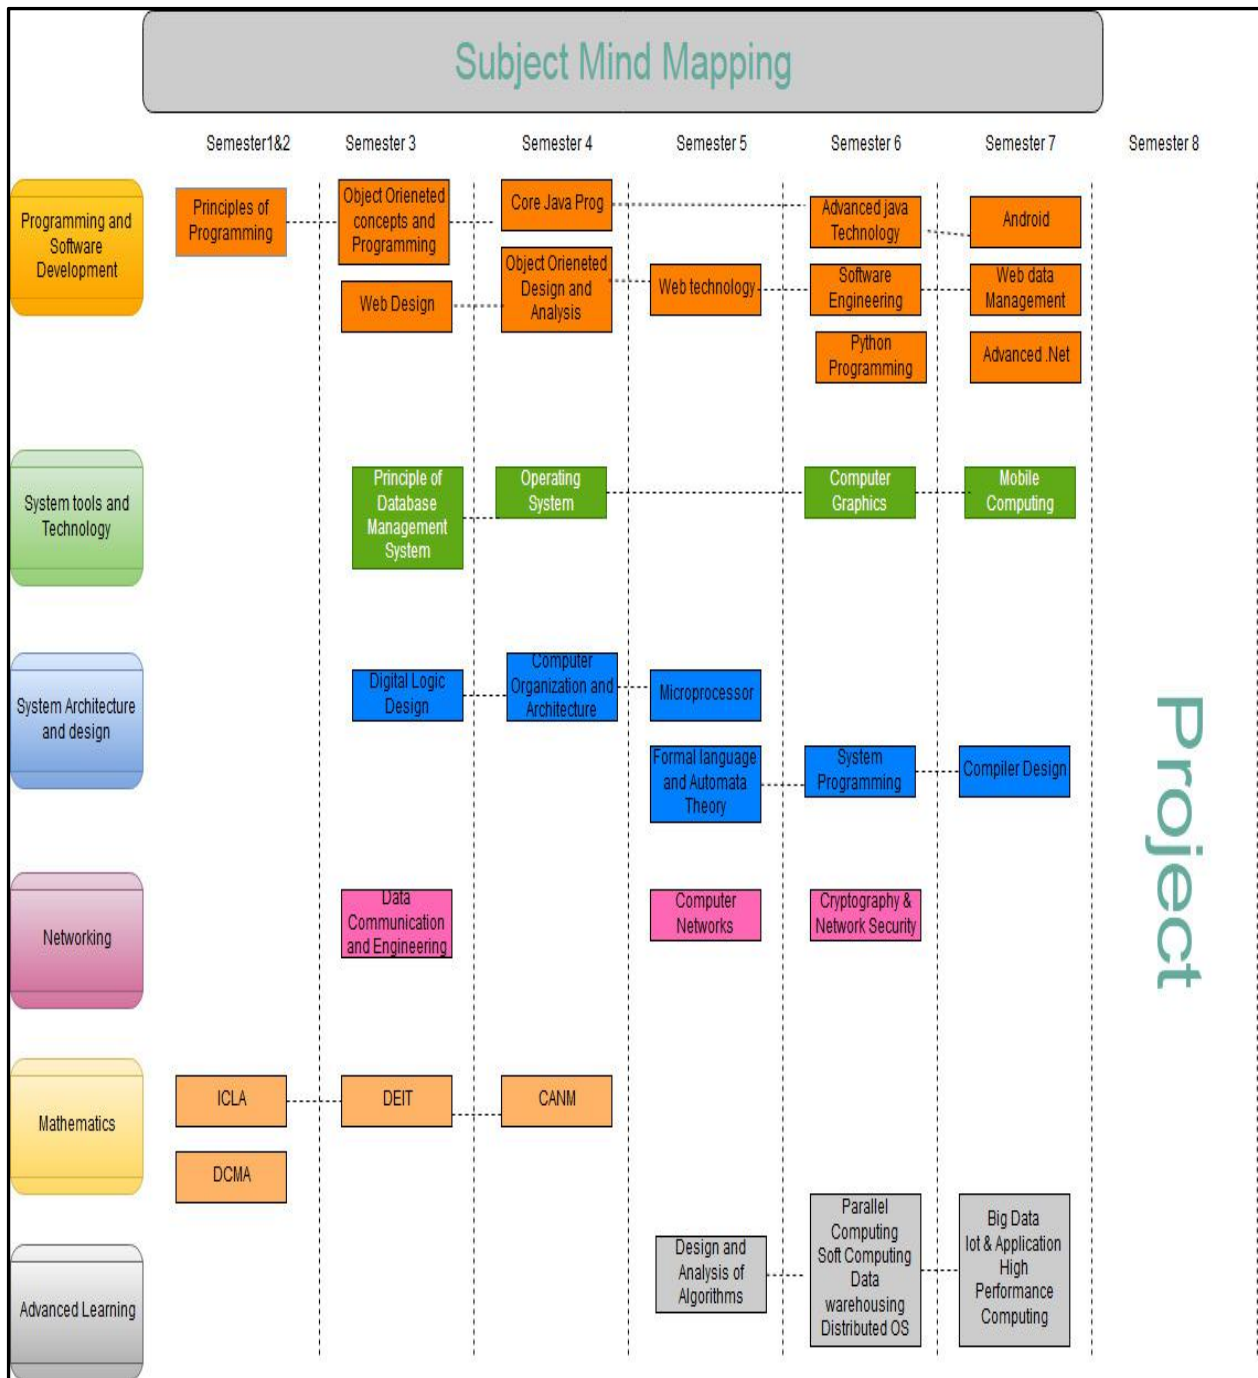 Subject Mind Mapping
Semester1&2
Semester 3
Semester 4
Semester 5
Semester 6
Semester 7
Semester 8
Programming and
Software
Development
Principles of
Programming
Object Orieneted
concepts and
Programming
Web Design
Core Java Prog
Object Orieneted
Design and
Analysis
Web technology
Advanced java
Technology
Software
Engineering
Python
Programming
Android
Web data
Management
Advanced .Net
System tools and
Technology
Principle of
Database
Management
System
Operating
System
Computer
Graphics
Mobile
Computing
System Architecture
and design
Digital Logic
Design
Computer
Organization and
Architecture
Microprocessor
Formal language
and Automata
Theory
System
Programming
Compiler Design
Networking
Data
Communication
and Engineering
Computer
Networks
Cryptography &
Network Security
Mathematics
ICLA
DEIT
CANM
DCMA
Advanced Learning
Design and
Analysis of
Algorithms
Parallel
Computing
Soft Computing
Data
warehousing
Distributed OS
Big Data
Iot & Application
High
Performance
Computing
Project